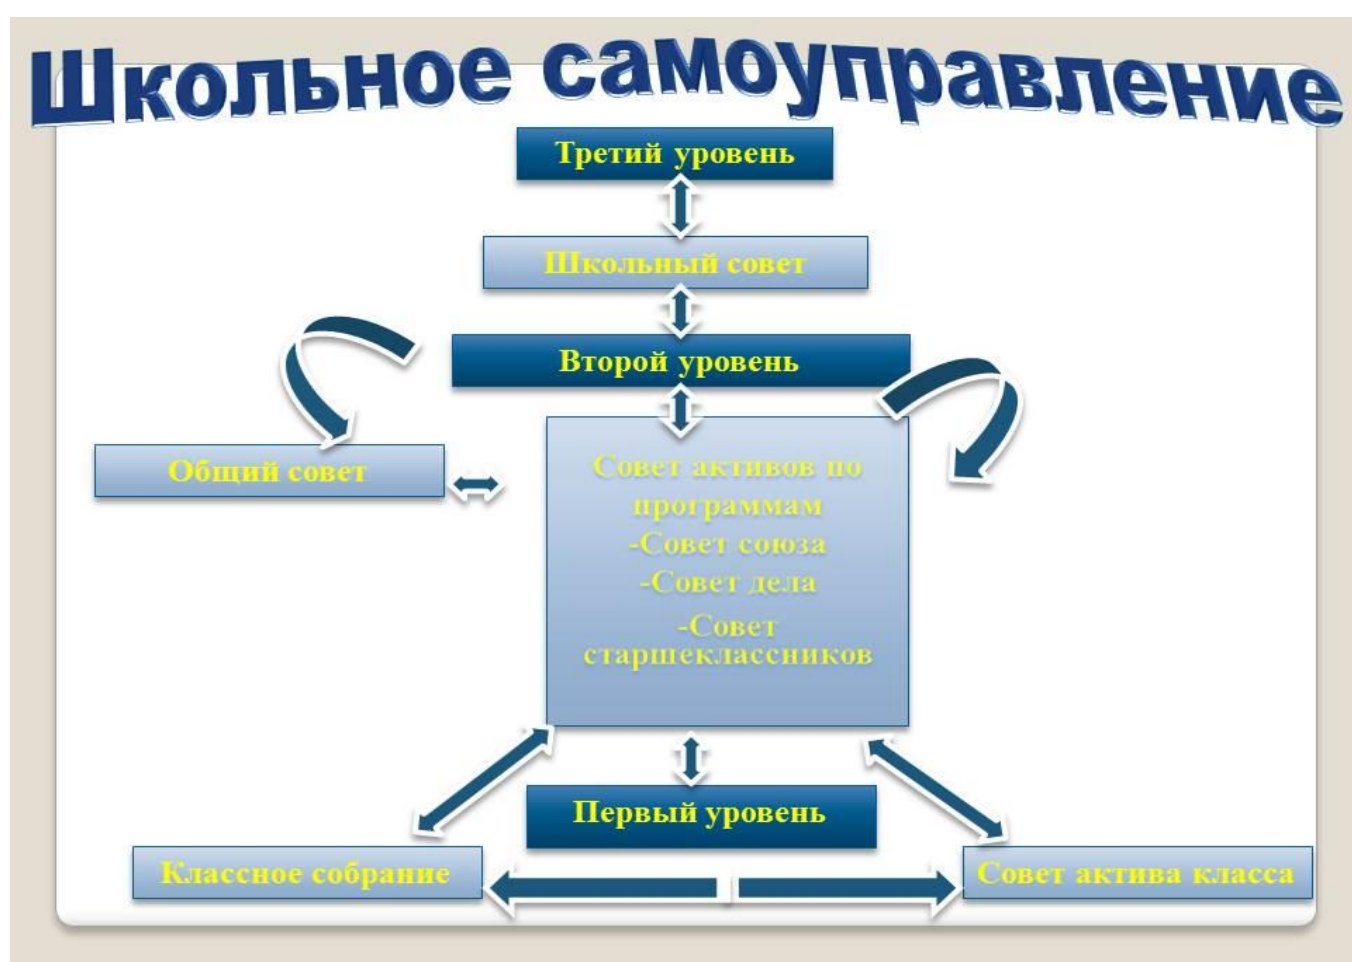 Школьное самоуправление
Третий уровень
Школьный совет
Второй уровень
Общий совет
Совет активов по
программам
-Совет союза
-Совет дела
-Совет
старшеклассников
Первый уровень
Классное собрание
Совет актива класса